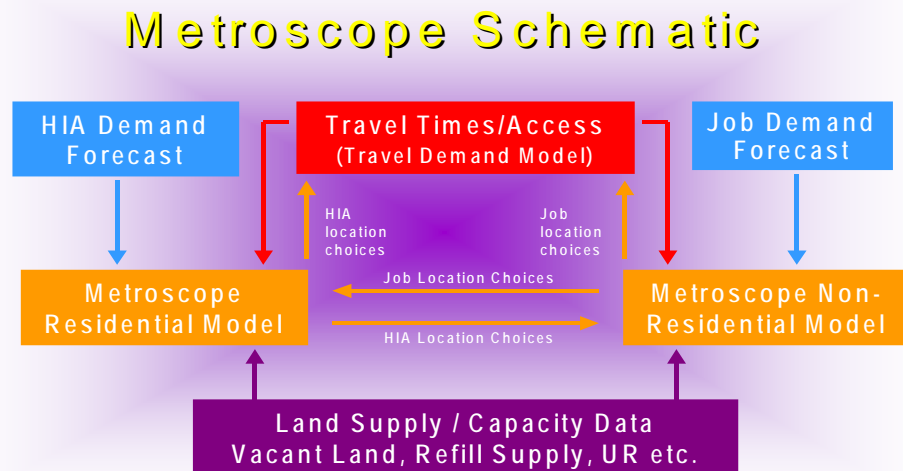 Metroscope Schematic
HIA Demand
Forecast
Travel Times/Access
(Travel Demand Model)
Job Demand
Forecast
HIA
location
choices
Job
location
choices
Job Location Choices
Metroscope
Residential Model
Metroscope Non-
Residential Model
HIA Location Choices
Land Supply / Capacity Data
Vacant Land, Refill Supply, UR etc.